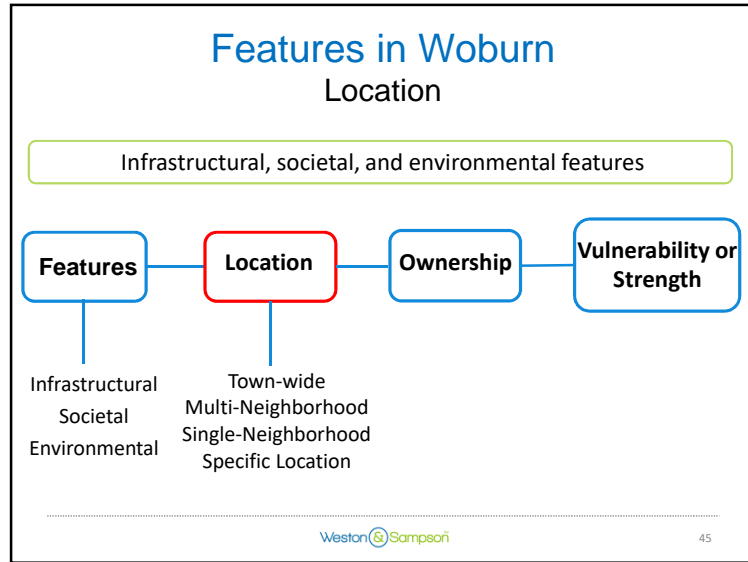 Features in Woburn
Location
Infrastructural, societal, and environmental features
Features
Location
Ownership
Vulnerability or
Strength
Infrastructural
Societal
Environmental
Town-wide
Multi-Neighborhood
Single-Neighborhood
Specific Location
Weston & Sampson
45